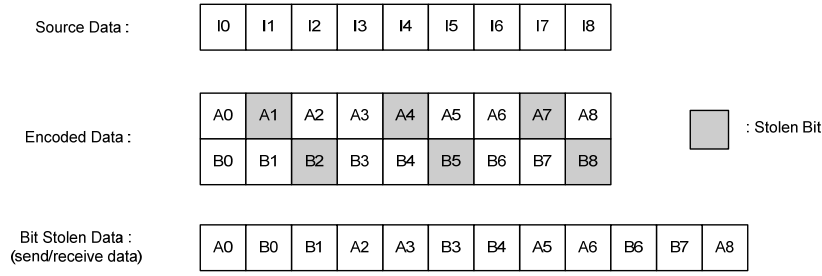 Source Data :
I0 I1 I2 I3 I4 I5 I6 I7 I8
Encoded Data :
A0 A1 A2 A3 A4 A5 A6 A7 A8
B0 B1 B2 B3 B4 B5 B6 B7 B8
: Stolen Bit
Bit Stolen Data :
(send/receive data)
A0 B0 B1 A2 A3 B3 B4 A5 A6 B6 B7 A8